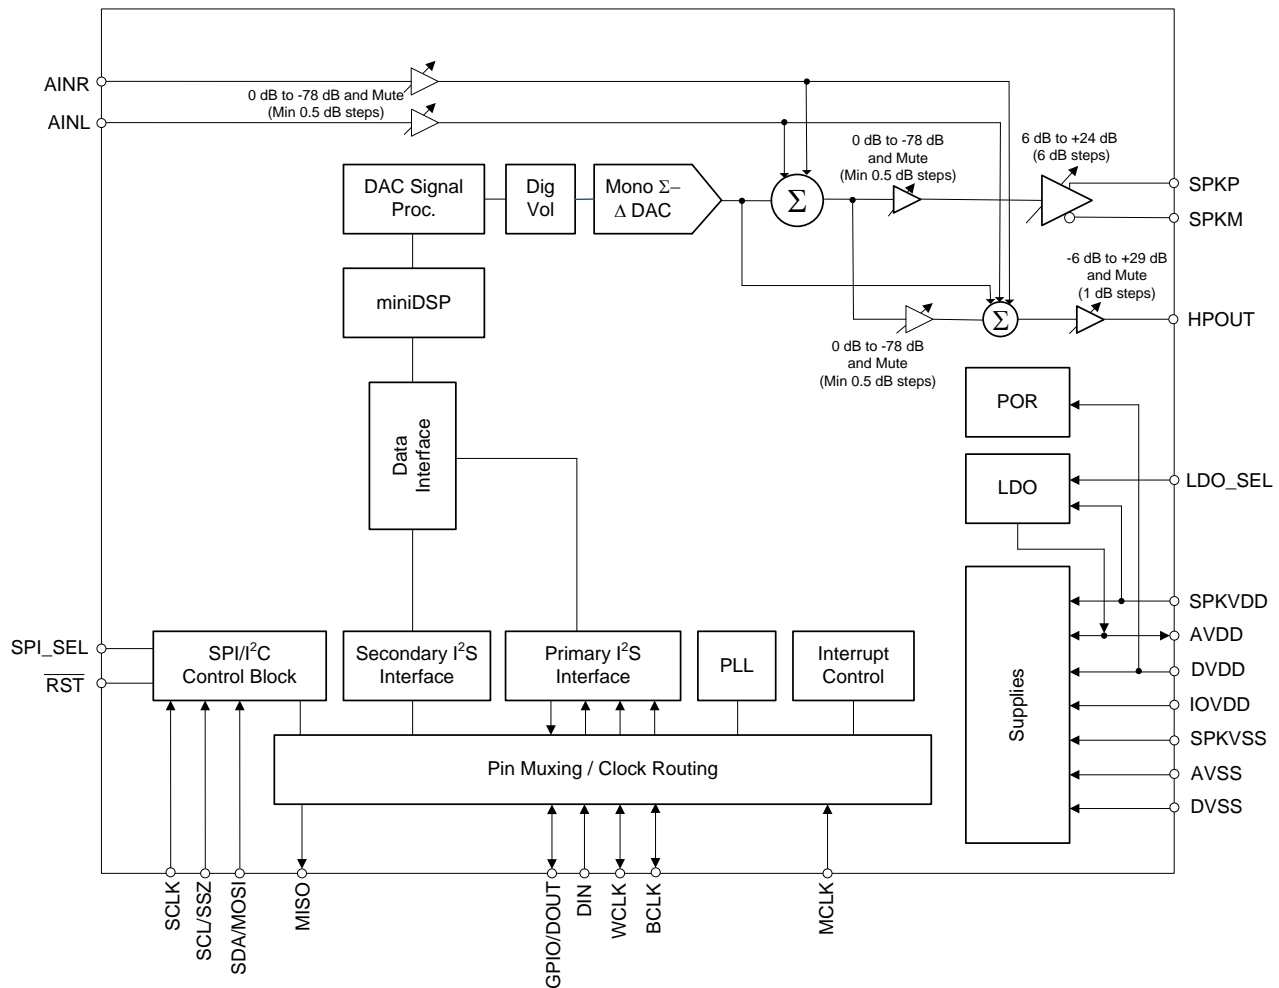 AINR
0 dB to -78 dB and Mute
(Min 0.5 dB steps)
AINL
0 dB to -78 dB
and Mute
(Min 0.5 dB steps)
6 dB to +24 dB
(6 dB steps)
DAC Signal
Proc.
Dig
Vol
Mono Σ–
Δ DAC
Σ
SPKP
SPKM
-6 dB to +29 dB
and Mute
(1 dB steps)
miniDSP
Σ
HPOUT
0 dB to -78 dB
and Mute
(Min 0.5 dB steps)
POR
Data
Interface
LDO
LDO_SEL
SPKVDD
AVDD
DVDD
IOVDD
SPKVSS
AVSS
DVSS
Supplies
SPI_SEL
RST
SPI/I²C
Control Block
Secondary I²S
Interface
Primary I²S
Interface
PLL
Interrupt
Control
Pin Muxing / Clock Routing
SCLK
SCL/SSZ
SDA/MOSI
MISO
GPIO/DOUT
DIN
WCLK
BCLK
MCLK